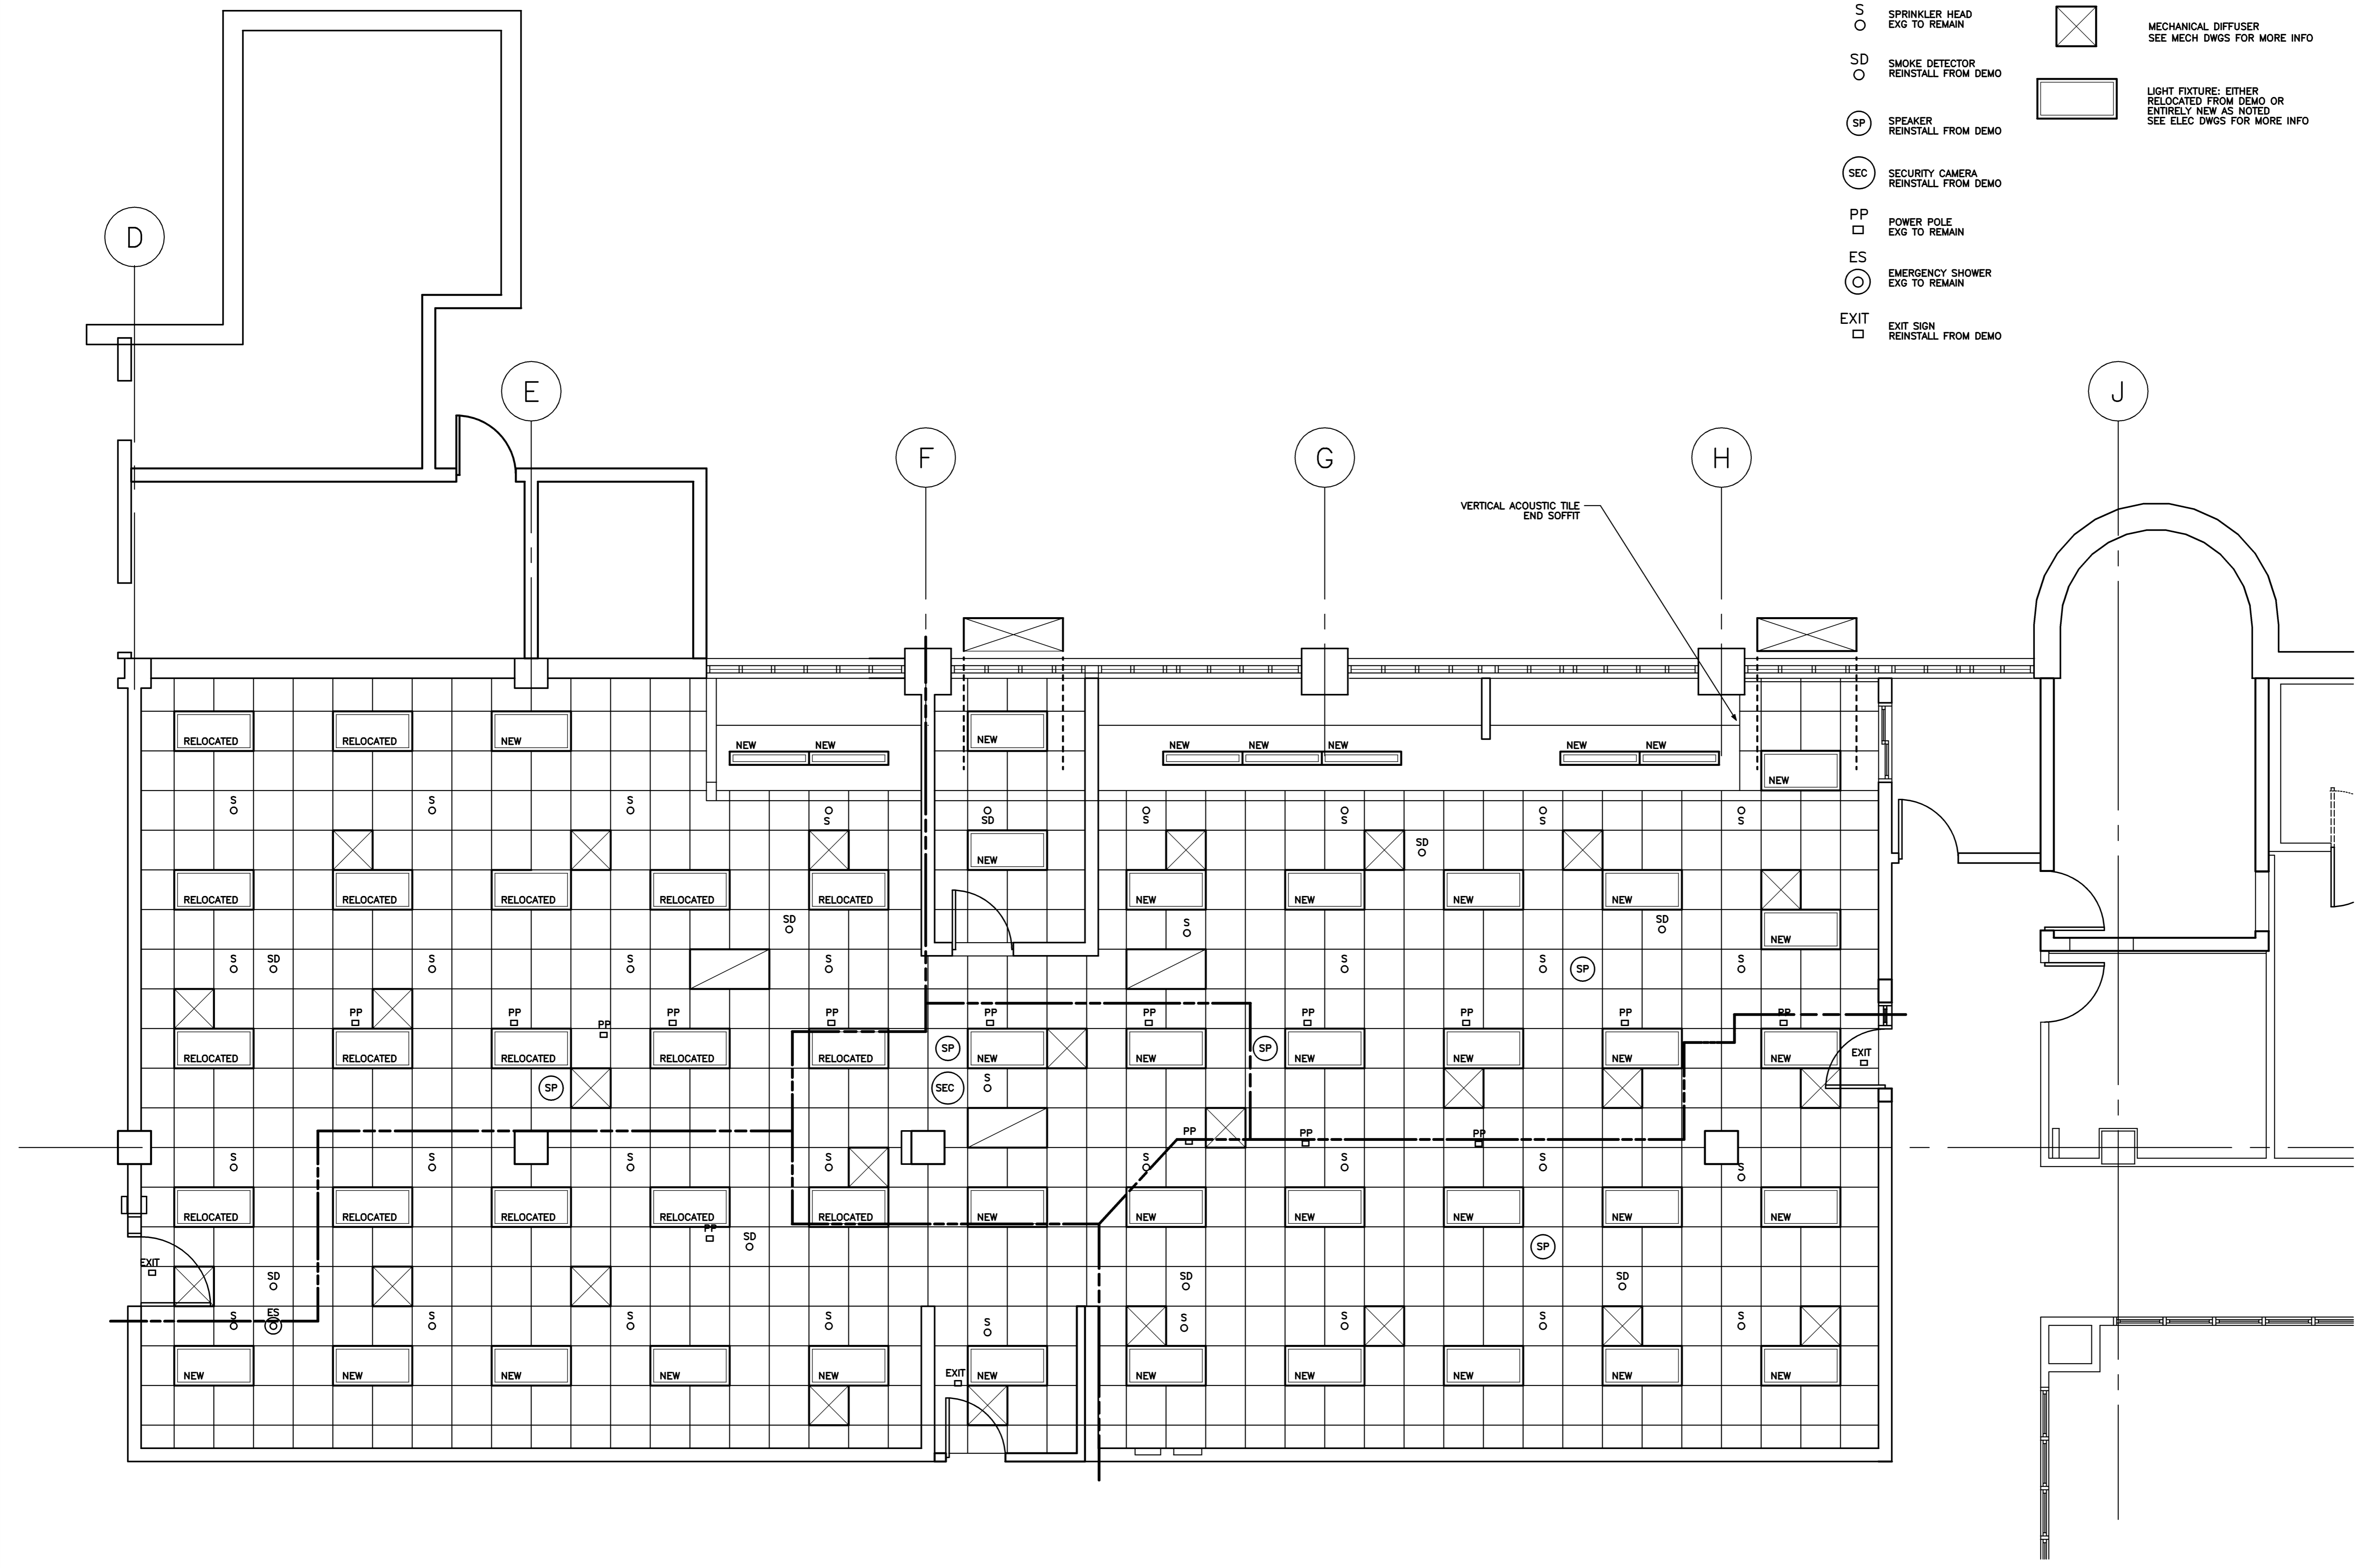 S
SPRINKLER HEAD
EXG TO REMAIN
SD
SMOKE DETECTOR
REINSTALL FROM DEMO
SP
SPEAKER
REINSTALL FROM DEMO
SEC
SECURITY CAMERA
REINSTALL FROM DEMO
PP
POWER POLE
EXG TO REMAIN
ES
EMERGENCY SHOWER
EXG TO REMAIN
EXIT
EXIT SIGN
REINSTALL FROM DEMO
MECHANICAL DIFFUSER
SEE MECH DWGS FOR MORE INFO
LIGHT FIXTURE: EITHER
RELOCATED FROM DEMO OR
ENTIRELY NEW AS NOTED
SEE ELEC DWGS FOR MORE INFO
D
E
F
G
H
J
VERTICAL ACOUSTIC TILE
END SOFFIT
RELOCATED RELOCATED NEW NEW
NEW NEW NEW NEW NEW NEW NEW
NEW
S S S
S SD S S S S
SD
NEW
RELOCATED RELOCATED RELOCATED RELOCATED RELOCATED NEW NEW NEW NEW
SD S SD
NEW
S SD S S S S S SP S
PP PP PP PP PP PP PP PP PP PP
PP
RELOCATED RELOCATED RELOCATED RELOCATED RELOCATED SP NEW NEW SP NEW NEW NEW NEW EXIT
SP SEC S
PP PP PP
S S S S S S S
S
RELOCATED RELOCATED RELOCATED RELOCATED RELOCATED NEW NEW NEW NEW NEW NEW
PP
SD SP
EXIT
SD SD SD
ES
S S S S S S S S S
EXIT
NEW NEW NEW NEW NEW NEW NEW NEW NEW NEW NEW